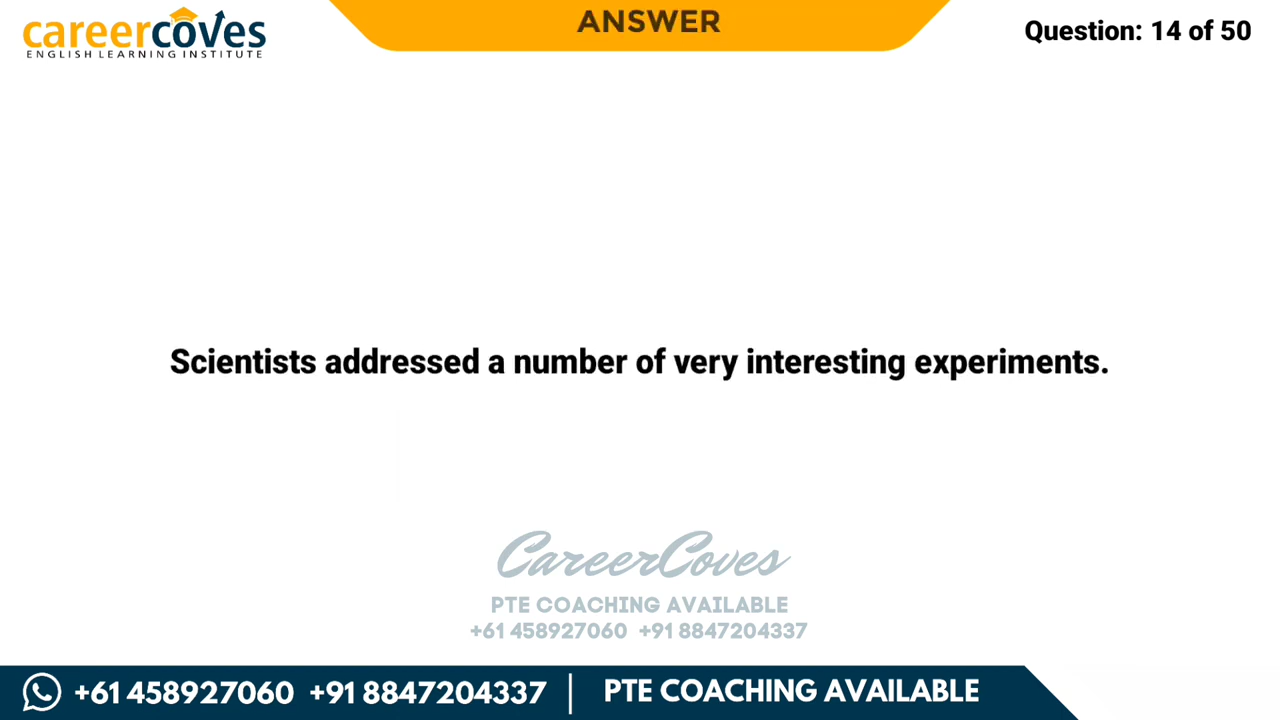 careercoves
ENGLISH LEARNING INSTITUTE
ANSWER
Question: 14 of 50
Scientists addressed a number of very interesting experiments.
CareerCoves
PTE COACHING AVAILABLE
+61 458927060 +91 8847204337
+61 458927060 +91 8847204337 | PTE COACHING AVAILABLE